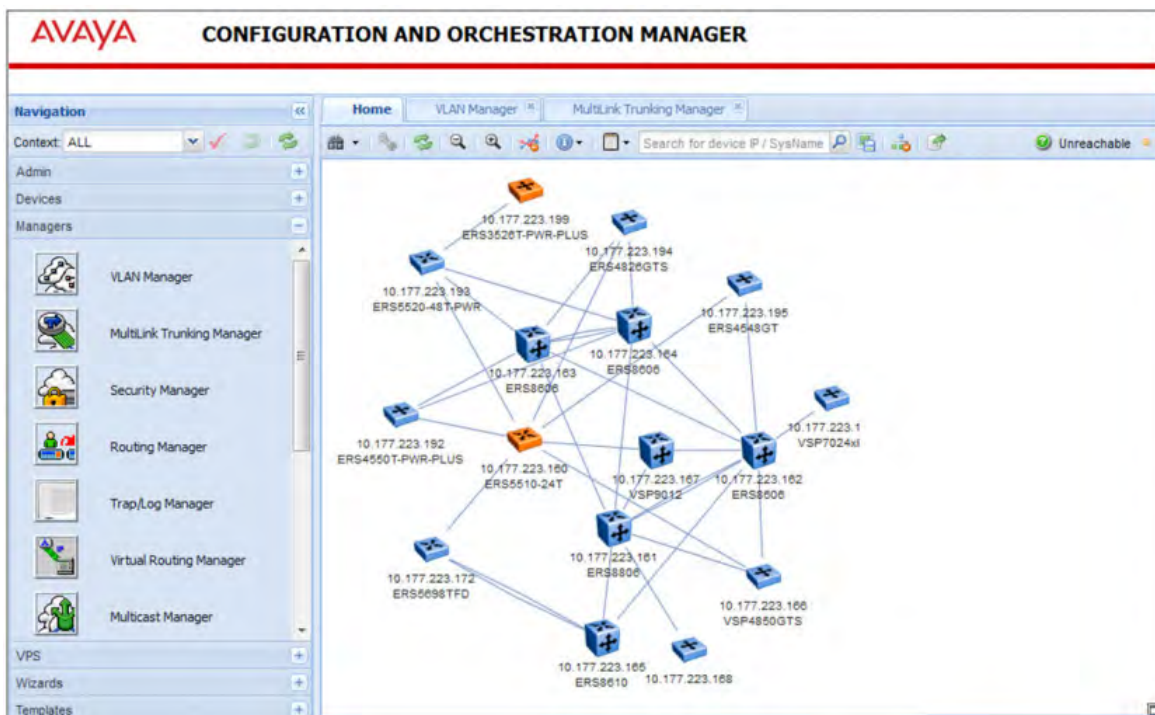 AVAYA
CONFIGURATION AND ORCHESTRATION MANAGER
Navigation
Context: ALL
Admin
Devices
Managers
VLAN Manager
MultiLink Trunking Manager
Security Manager
Routing Manager
Trap/Log Manager
Virtual Routing Manager
Multicast Manager
VPS
Wizards
Templates
Home
VLAN Manager
MultiLink Trunking Manager
Search for device IP / SysName
Unreachable
10.177.223.199
ERS3526T-PWR-PLUS
10.177.223.194
ERS4826GTS
10.177.223.193
ERS5520-48T-PWR
10.177.223.195
ERS4548GT
10.177.223.164
ERS8606
10.177.223.163
ERS8606
10.177.223.1
VSP7024xl
10.177.223.192
ERS4550T-PWR-PLUS
10.177.223.160
ERS5510-24T
10.177.223.167
VSP9012
10.177.223.162
ERS8606
10.177.223.161
ERS8806
10.177.223.172
ERS5698TFD
10.177.223.166
VSP4850GTS
10.177.223.165
ERS8610
10.177.223.168